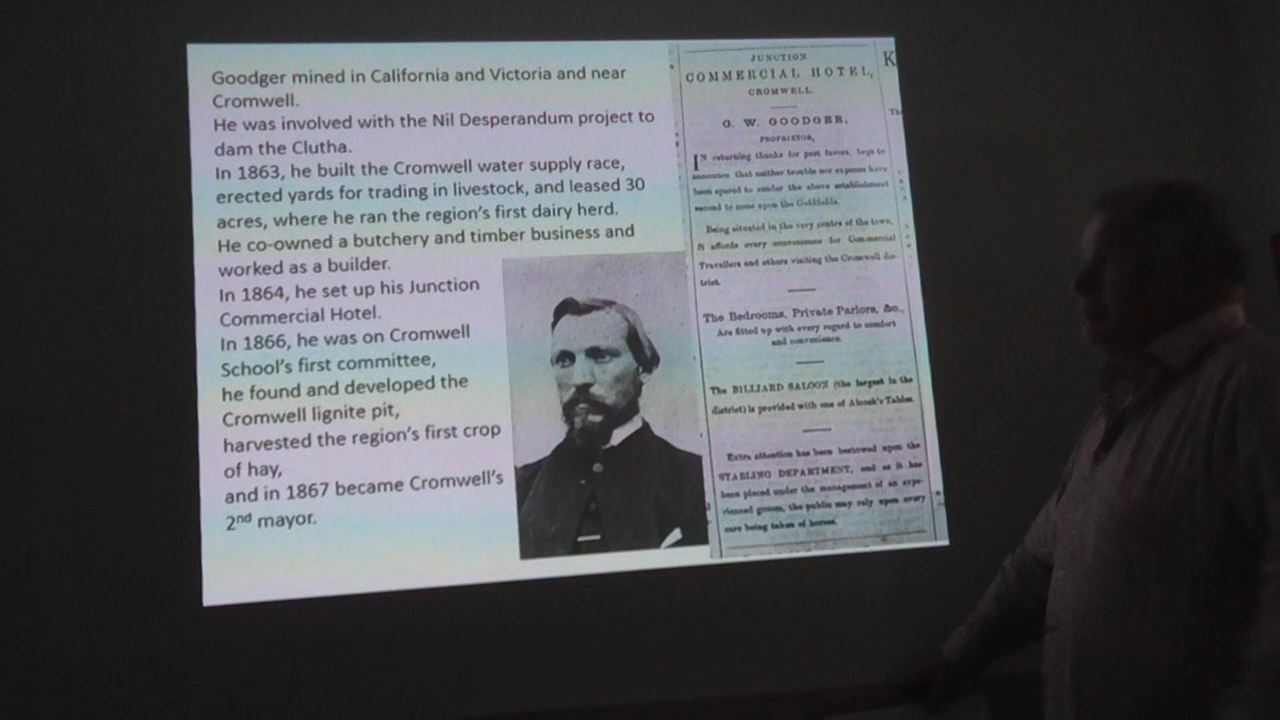 Goodger mined in California and Victoria and near
Cromwell.
He was involved with the Nil Desperandum project to
dam the Clutha.
In 1863, he built the Cromwell water supply race,
erected yards for trading in livestock, and leased 30
acres, where he ran the region's first dairy herd.
He co-owned a butchery and timber business and
worked as a builder.
In 1864, he set up his Junction
Commercial Hotel.
In 1866, he was on Cromwell
School's first committee,
he found and developed the
Cromwell lignite pit,
harvested the region's first crop
of hay,
and in 1867 became Cromwell's
2nd mayor.
JUNCTION
COMMERCIAL HOTEL,
CROMWELL.
G. W. GOODGER,
PROPRIETOR,
IN returning thanks for past favors, begs to
announce that neither trouble nor expense have
been spared to render the above establishment
second to none upon the Goldfields.
Being situated in the very centre of the town,
it affords every convenience for Commercial
Travellers and others visiting the Cromwell dis-
trict.
The Bedrooms, Private Parlors, &c.,
Are fitted up with every regard to comfort
and convenience.
The BILLIARD SALOON (the largest in the
district) is provided with one of Alcock's Tables.
Extra attention has been bestowed upon the
STABLING DEPARTMENT, and as it has
been placed under the management of an expe-
rienced groom, the public may rely upon every
care being taken of horses.
K